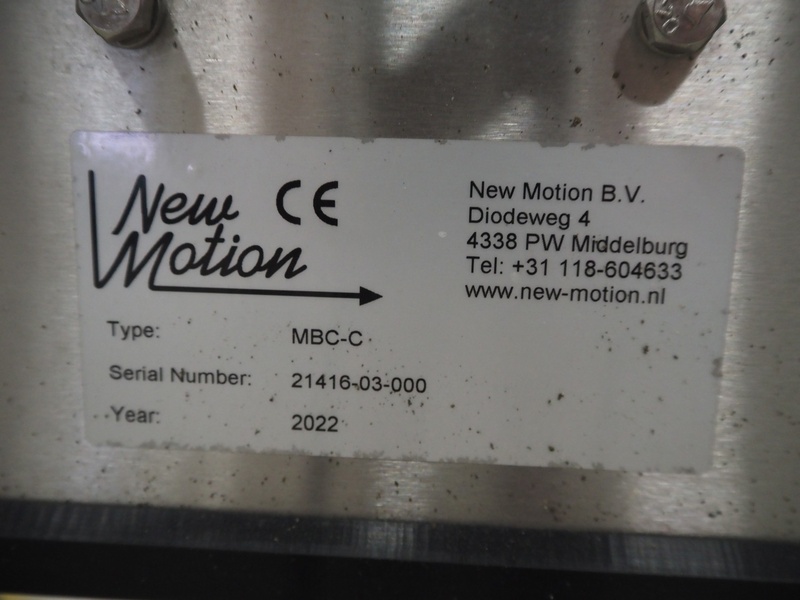 New
Motion
CE
New Motion B.V.
Diodeweg 4
4338 PW Middelburg
Tel: +31 118-604633
www.new-motion.nl
Type: MBC-C
Serial Number: 21416-03-000
Year: 2022